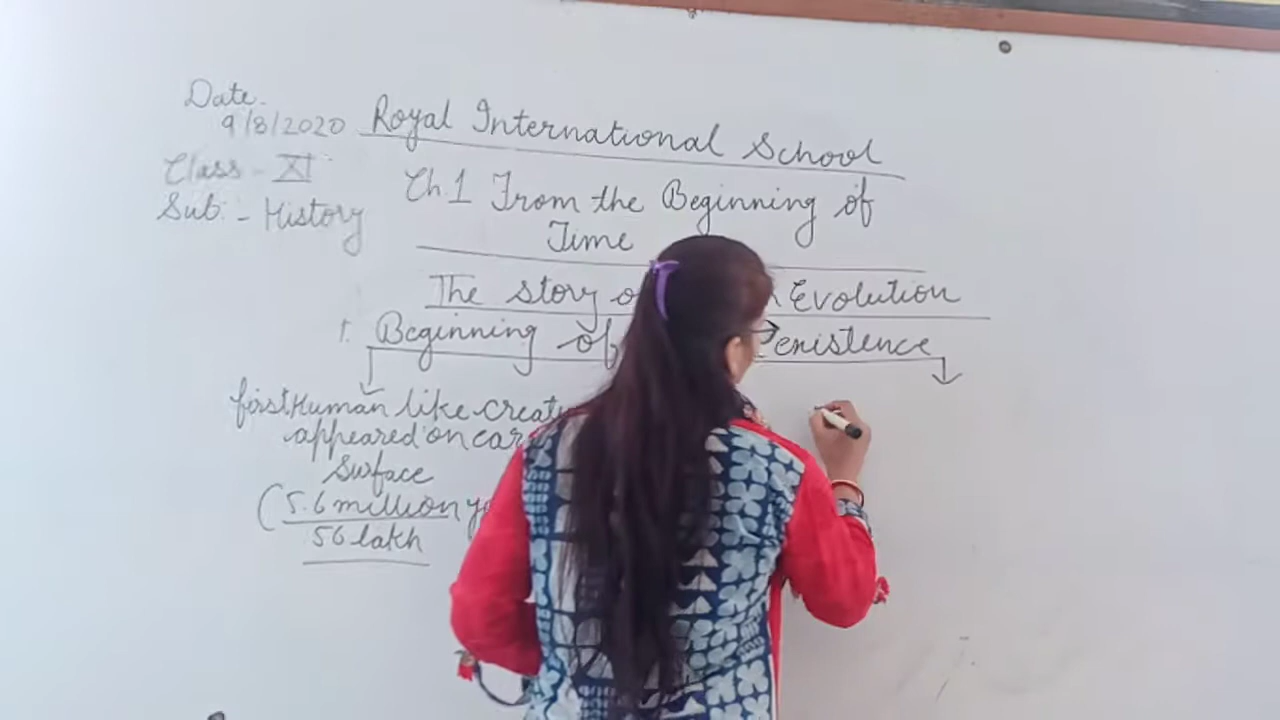 Date.
9/8/2020
Royal International School
Class - XI
Ch.1 From the Beginning of
Sub:- History
Time
The Story Evolution
1. Beginning of existence
first Human like
appeared on
Surface
(5.6 million
56 lakh